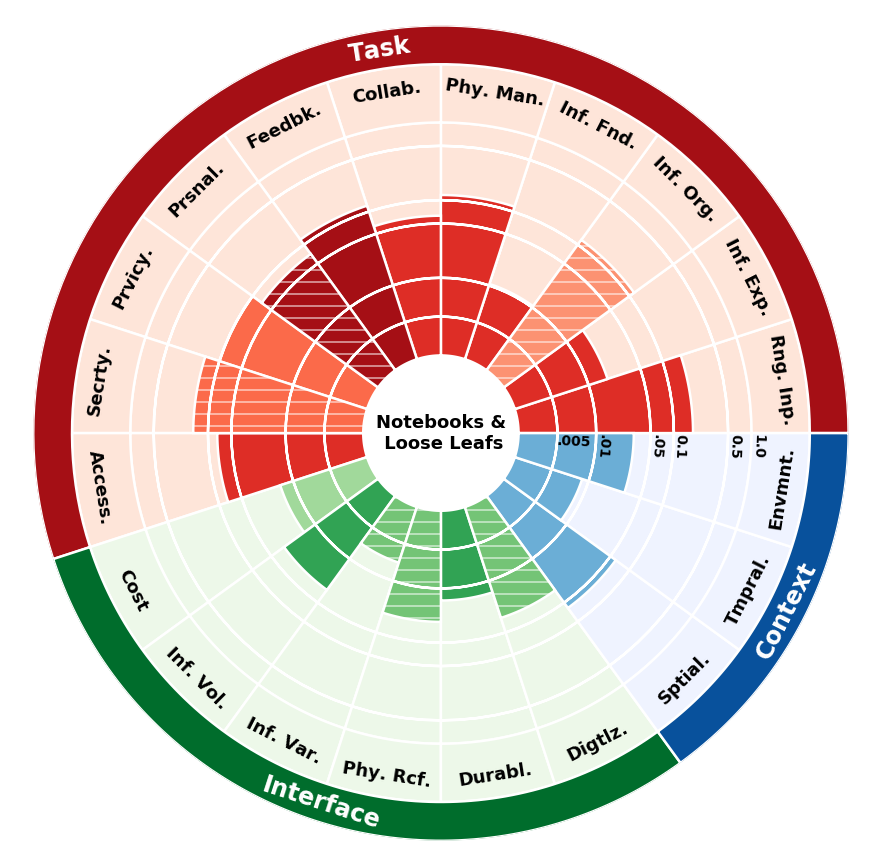 Task
Collab.
Phy. Man.
Feedbk.
Inf. Fnd.
Prsnal.
Inf. Org.
Prvicy.
Inf. Exp.
Secrty.
Rng. Inp.
Notebooks &
Loose Leafs
.005
.01
.05
0.1
0.5
1.0
Access.
Envmnt.
Cost
Tmpral.
Context
Inf. Vol.
Sptial.
Inf. Var.
Digtlz.
Phy. Rcf.
Durabl.
Interface